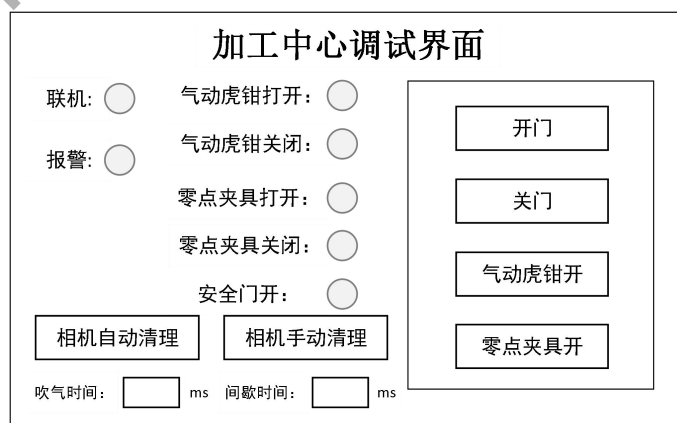 加工中心调试界面
联机:
报警:
气动虎钳打开：
气动虎钳关闭：
零点夹具打开：
零点夹具关闭：
安全门开：
相机自动清理
相机手动清理
吹气时间： ms
间歇时间： ms
开门
关门
气动虎钳开
零点夹具开